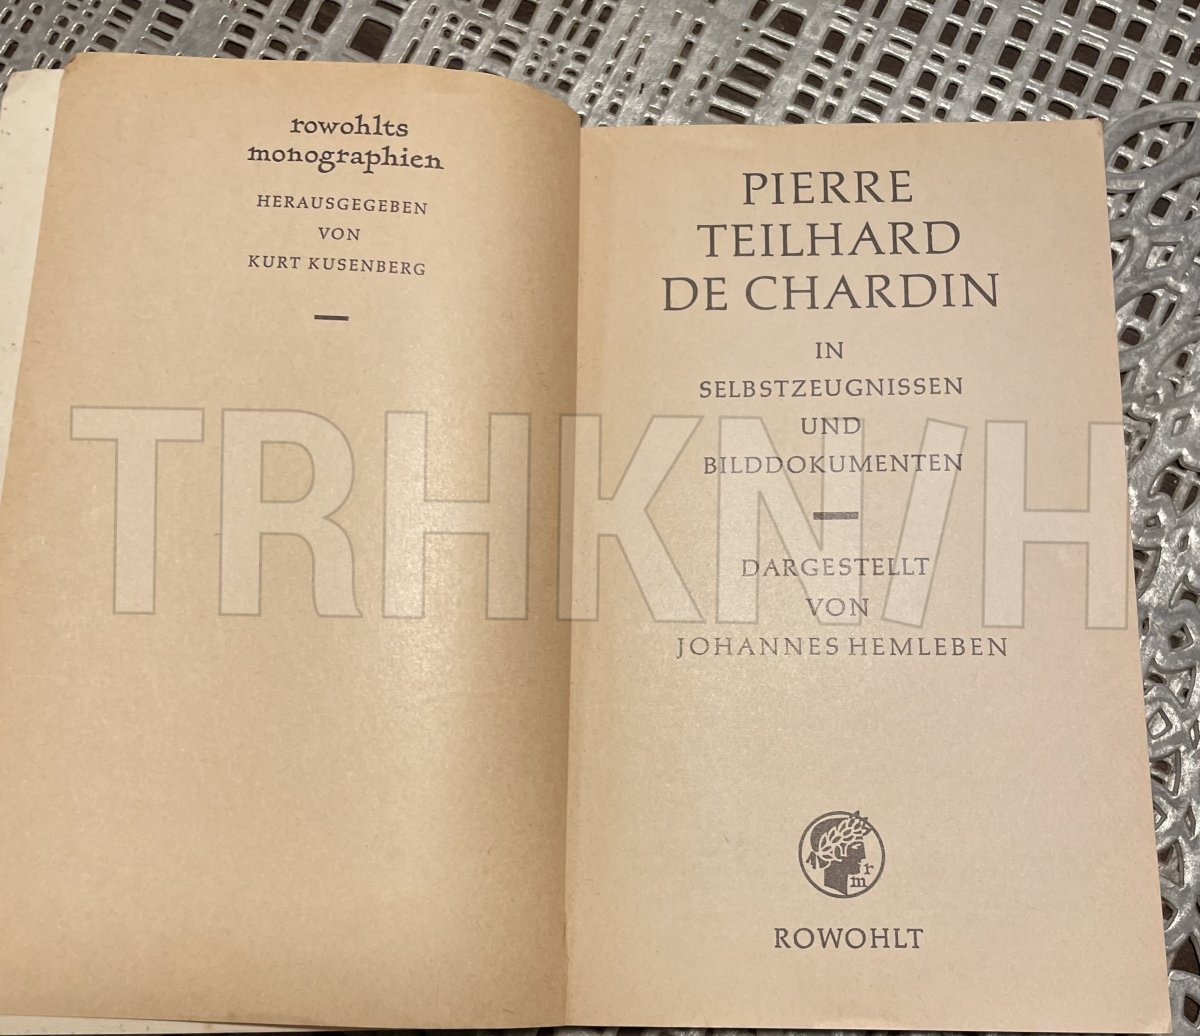 rowohlts
monographien
HERAUSGEGEBEN
VON
KURT KUSENBERG
PIERRE
TEILHARD
DE CHARDIN
IN
SELBSTZEUGNISSEN
UND
BILDDOKUMENTEN
DARGESTELLT
VON
JOHANNES HEMLEBEN
r
m
ROWOHLT
TRHKN/H